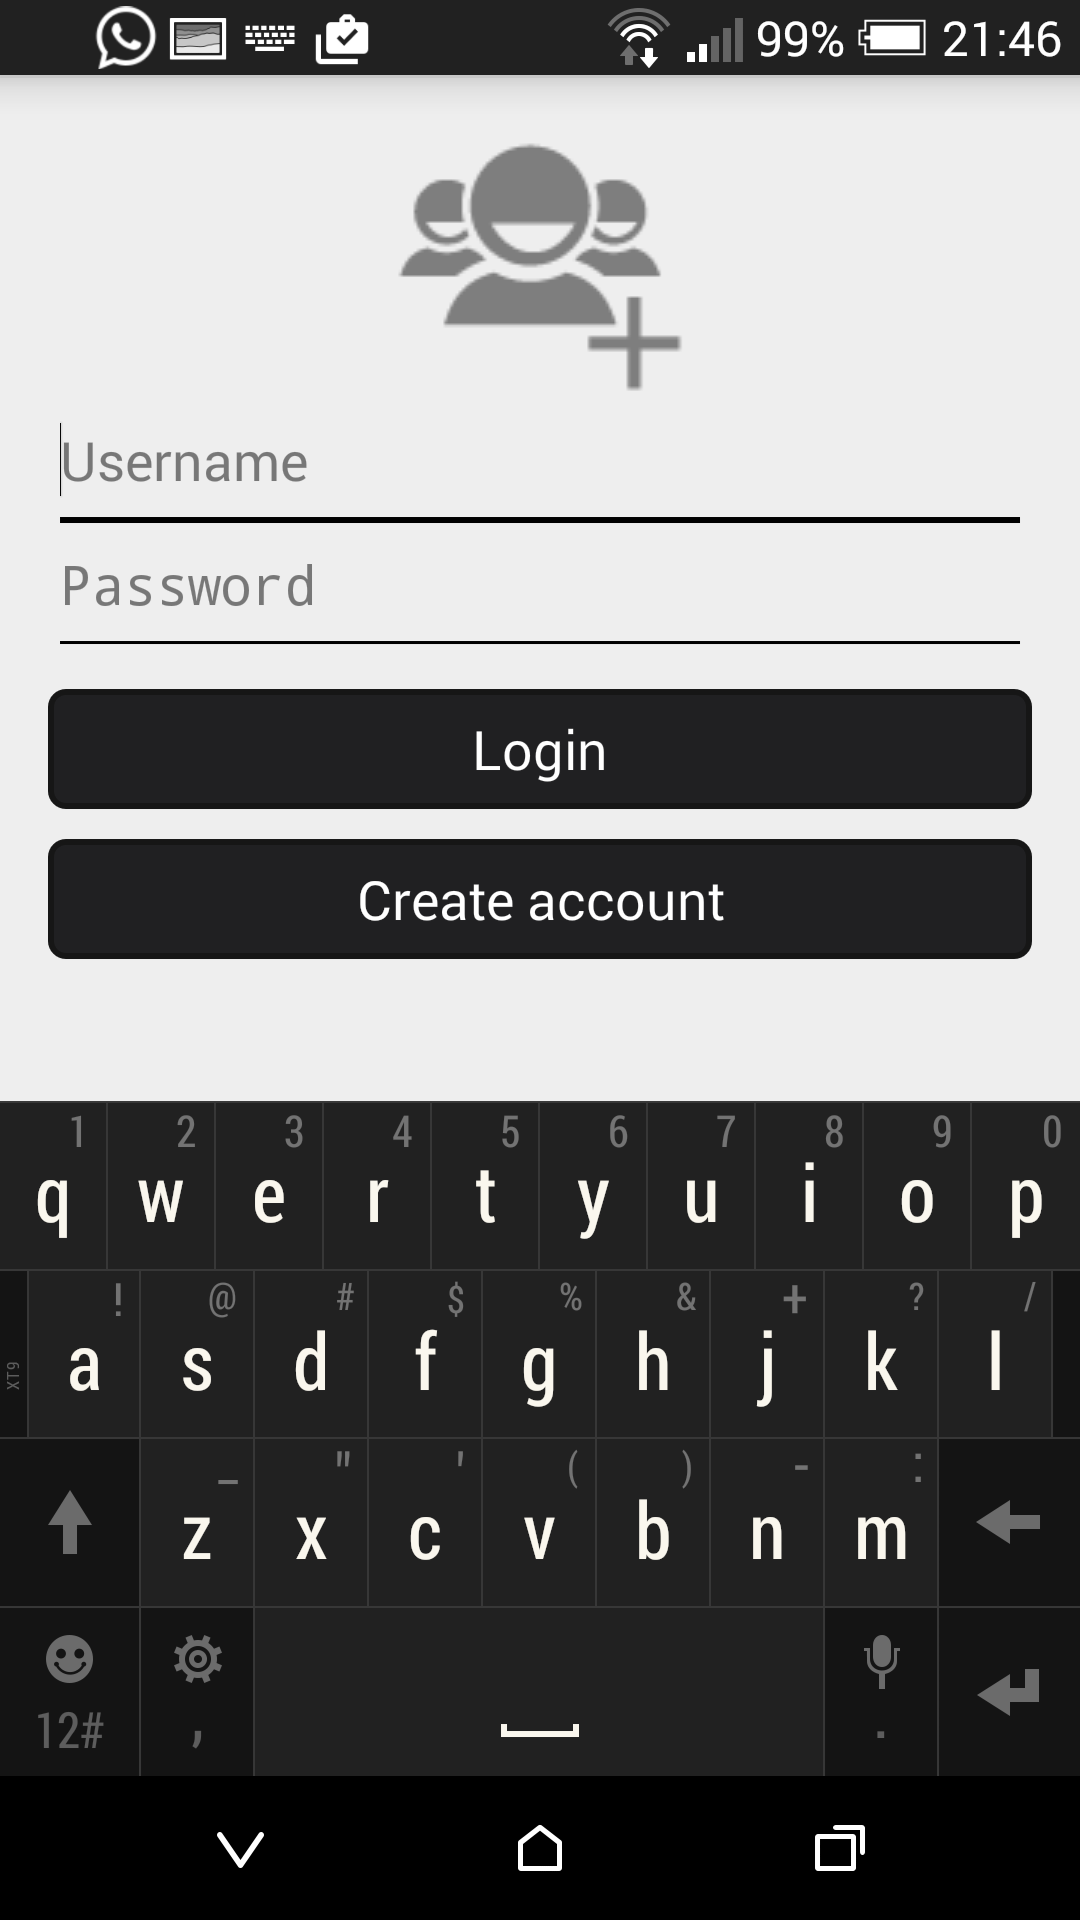 99% 21:46
Username
Password
Login
Create account
1 2 3 4 5 6 7 8 9 0
q w e r t y u i o p
! @ # $ % & + ? /
XT9 a s d f g h j k l
_ " ' ( ) - :
z x c v b n m
12# , .